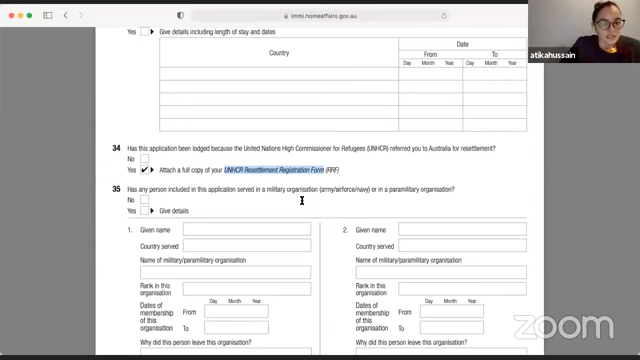 immi.homeaffairs.gov.au
atikahussain
Yes Give details including length of stay and dates
Country
Date
From To
Day Month Year Day Month Year
34 Has this application been lodged because the United Nations High Commissioner for Refugees (UNHCR) referred you to Australia for resettlement?
No
Yes ✔ Attach a full copy of your UNHCR Resettlement Registration Form (RRF)
35 Has any person included in this application served in a military organisation (army/airforce/navy) or in a paramilitary organisation?
No
Yes Give details
1. Given name 2. Given name
Country served Country served
Name of military/paramilitary organisation Name of military/paramilitary organisation
Rank in this organisation Rank in this organisation
Day Month Year Day Month Year
Dates of membership of this organisation From To Dates of membership of this organisation From To
Why did this person leave this organisation? Why did this person leave this organisation?
zoom